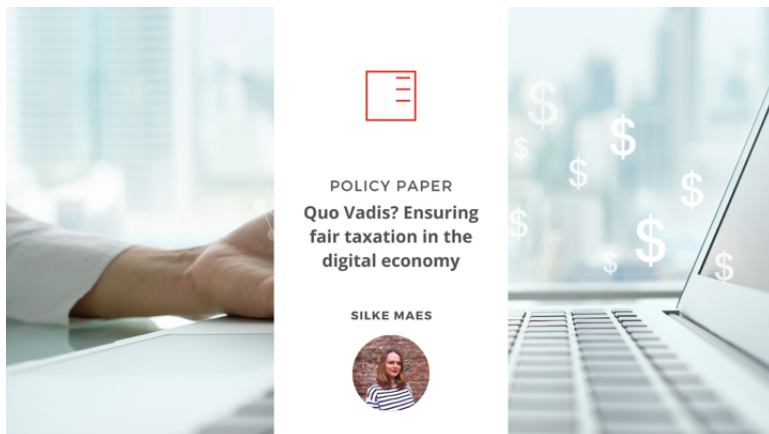 POLICY PAPER
Quo Vadis? Ensuring
fair taxation in the
digital economy
SILKE MAES
$
$
$
$
$
$
$
$
$